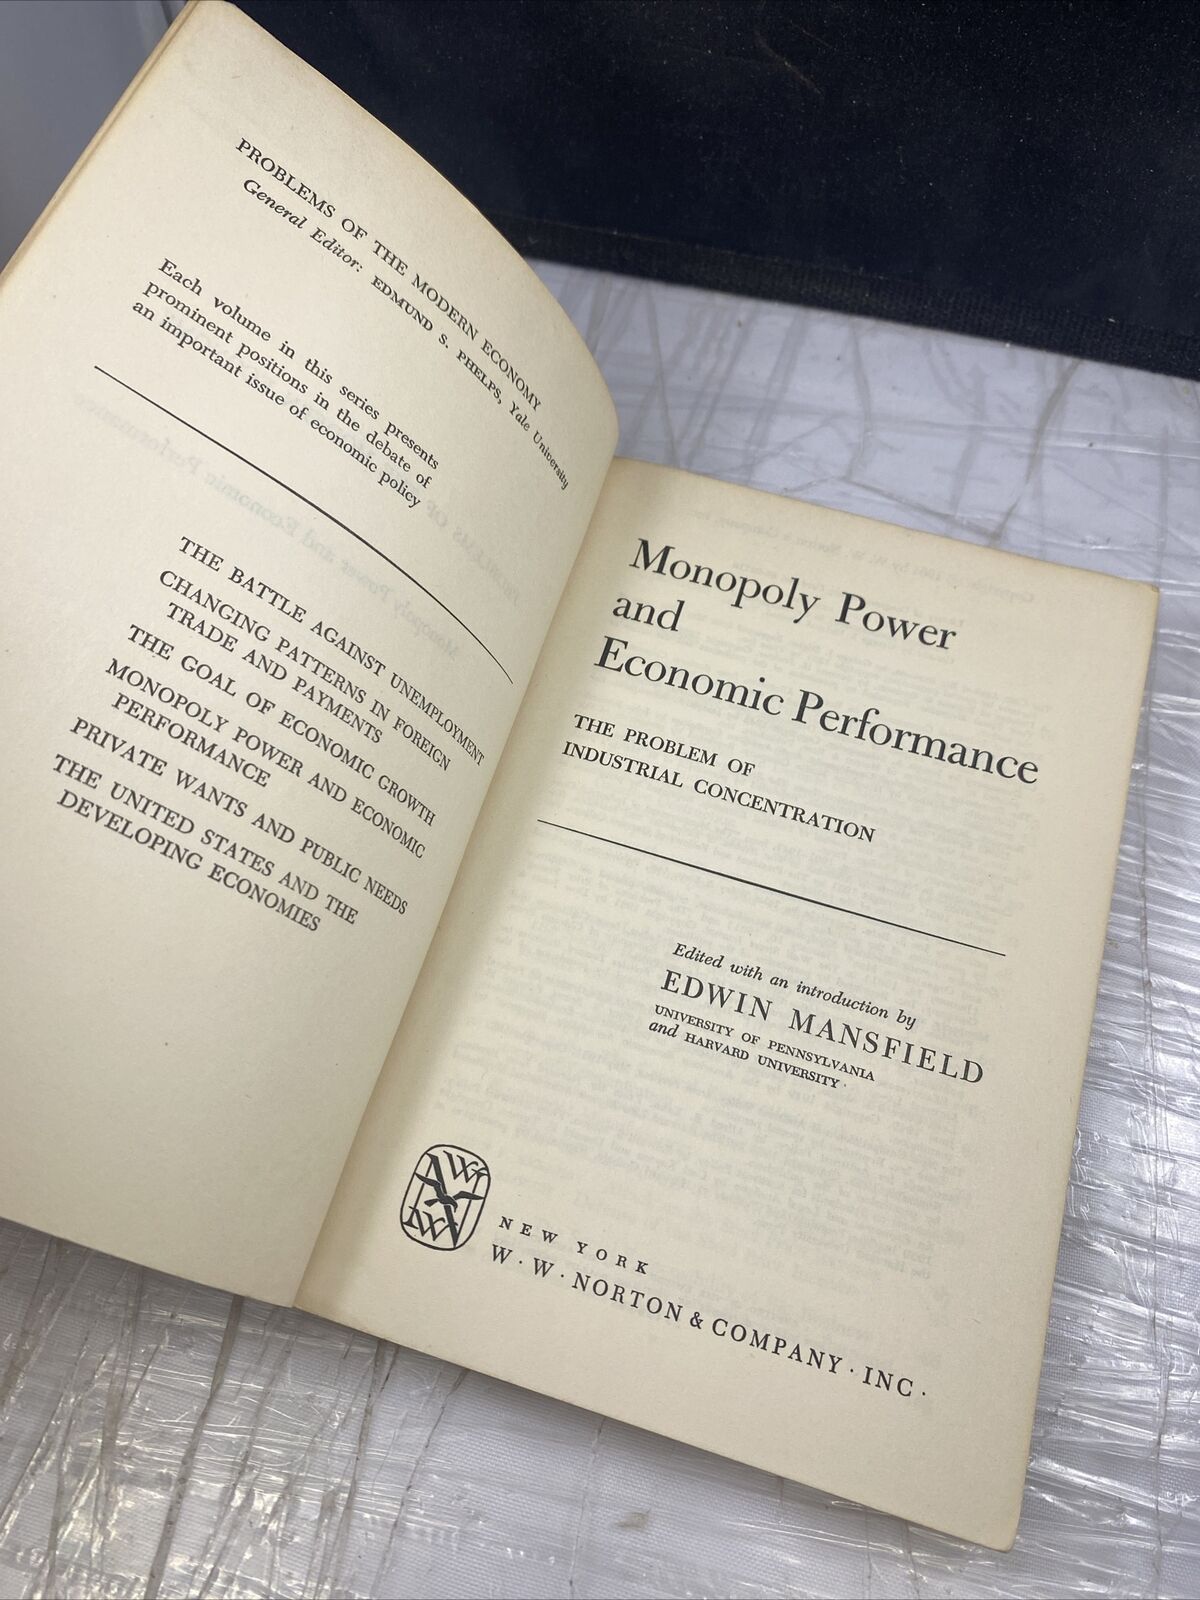 PROBLEMS OF THE MODERN ECONOMY
General Editor: EDMUND S. PHELPS, Yale University
Each volume in this series presents
prominent positions in the debate of
an important issue of economic policy
THE BATTLE AGAINST UNEMPLOYMENT
CHANGING PATTERNS IN FOREIGN
TRADE AND PAYMENTS
THE GOAL OF ECONOMIC GROWTH
MONOPOLY POWER AND ECONOMIC
PERFORMANCE
PRIVATE WANTS AND PUBLIC NEEDS
THE UNITED STATES AND THE
DEVELOPING ECONOMIES
Monopoly Power
and
Economic Performance
THE PROBLEM OF
INDUSTRIAL CONCENTRATION
Edited with an introduction by
EDWIN MANSFIELD
UNIVERSITY OF PENNSYLVANIA
and HARVARD UNIVERSITY
NEW YORK
W · W · NORTON & COMPANY · INC ·